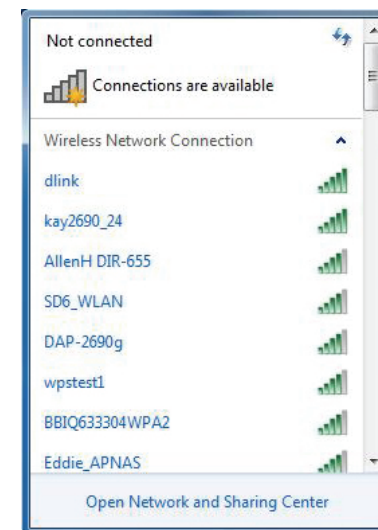 Not connected
Connections are available
Wireless Network Connection
dlink
kay2690_24
AllenH DIR-655
SD6_WLAN
DAP-2690g
wpstest1
BBIQ633304WPA2
Eddie_APNAS
Open Network and Sharing Center